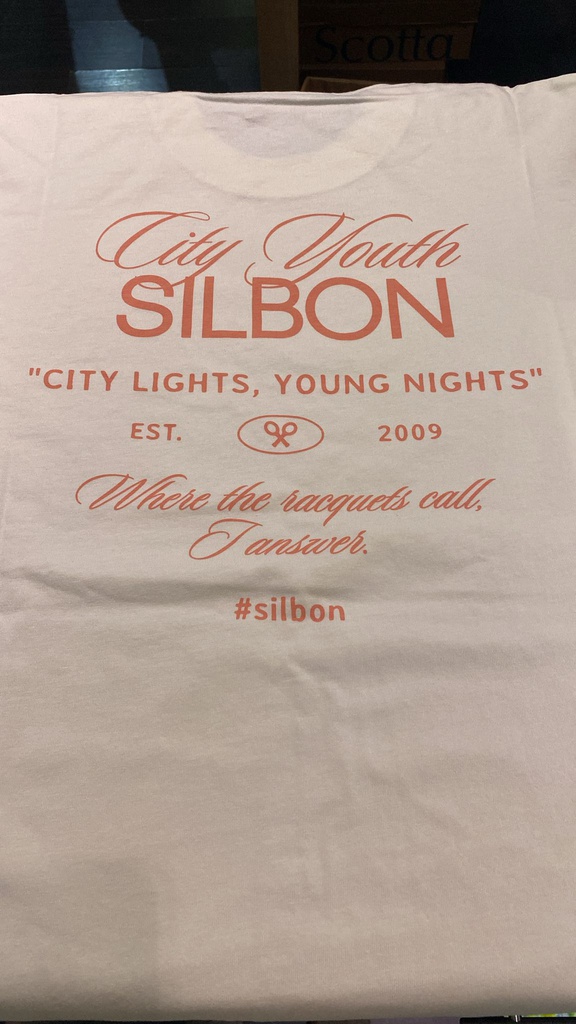 Scotta
City Youth
SILBON
"CITY LIGHTS, YOUNG NIGHTS"
EST. 2009
Where the racquets call,
I answer.
#silbon